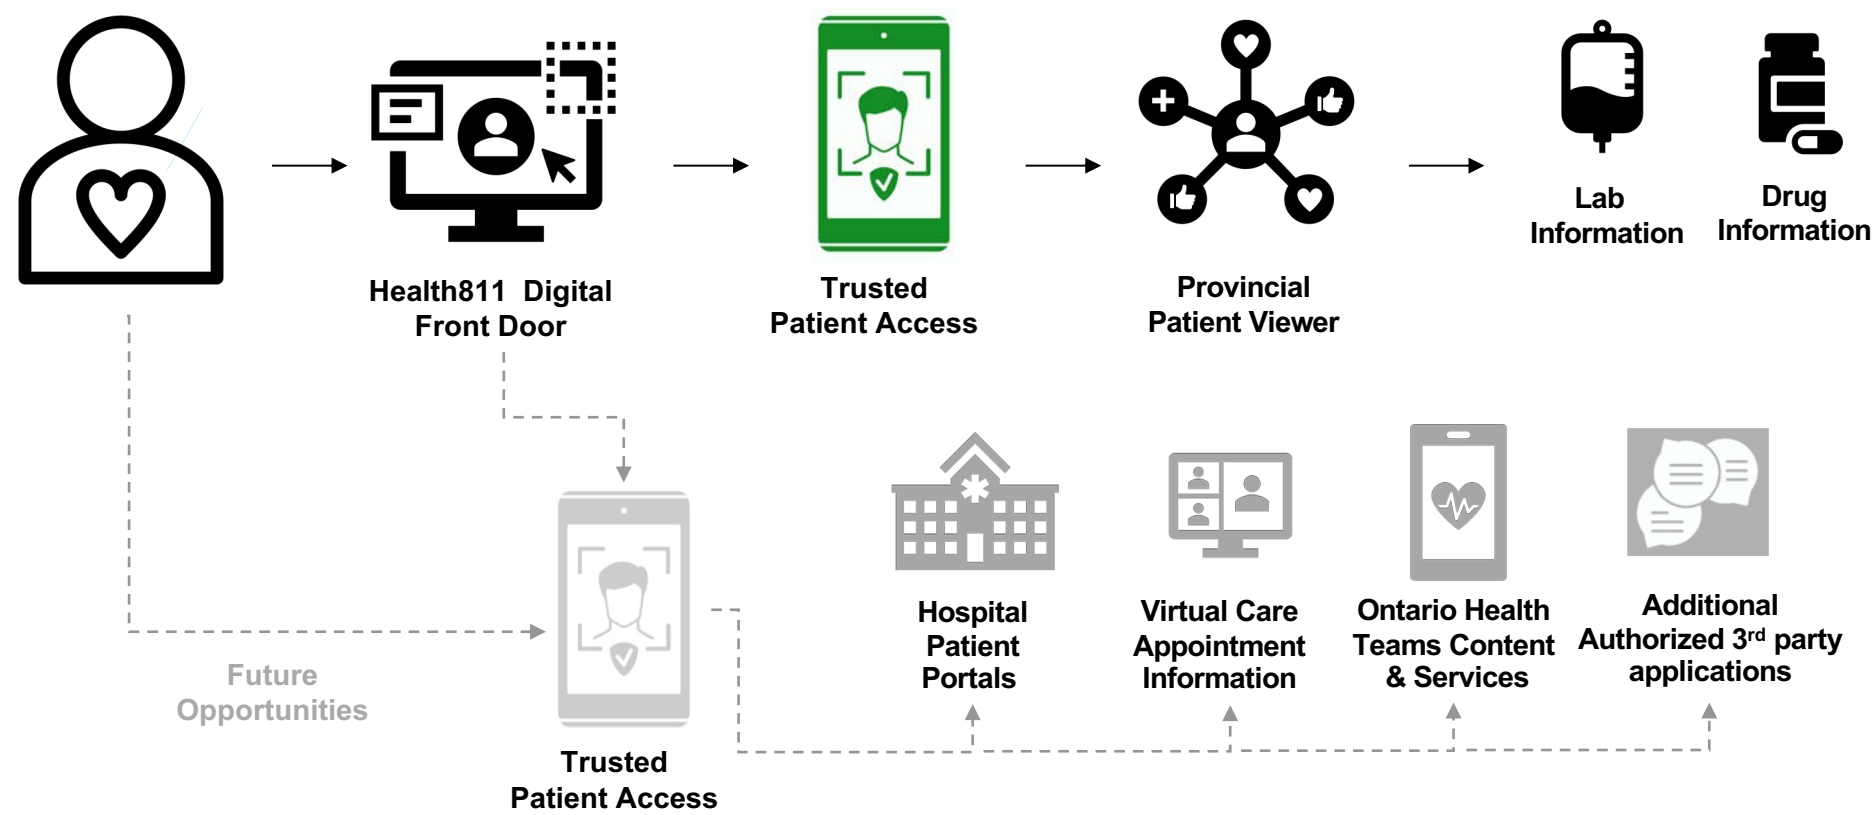 Health811 Digital
Front Door
Trusted
Patient Access
Provincial
Patient Viewer
Lab
Information
Drug
Information
Future
Opportunities
Trusted
Patient Access
Hospital
Patient
Portals
Virtual Care
Appointment
Information
Ontario Health
Teams Content
& Services
Additional
Authorized 3rd party
applications